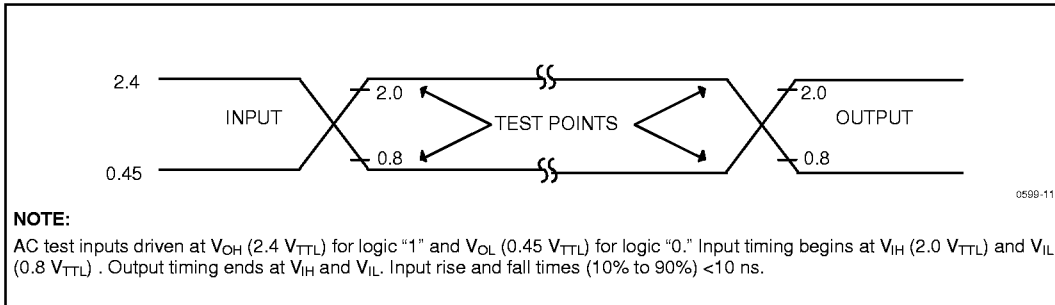 2.4
2.0
2.0
INPUT
TEST POINTS
OUTPUT
0.8
0.8
0.45
0599-11
NOTE:
AC test inputs driven at VOH (2.4 VTTL) for logic “1” and VOL (0.45 VTTL) for logic “0.” Input timing begins at VIH (2.0 VTTL) and VIL
(0.8 VTTL) . Output timing ends at VIH and VIL. Input rise and fall times (10% to 90%) <10 ns.